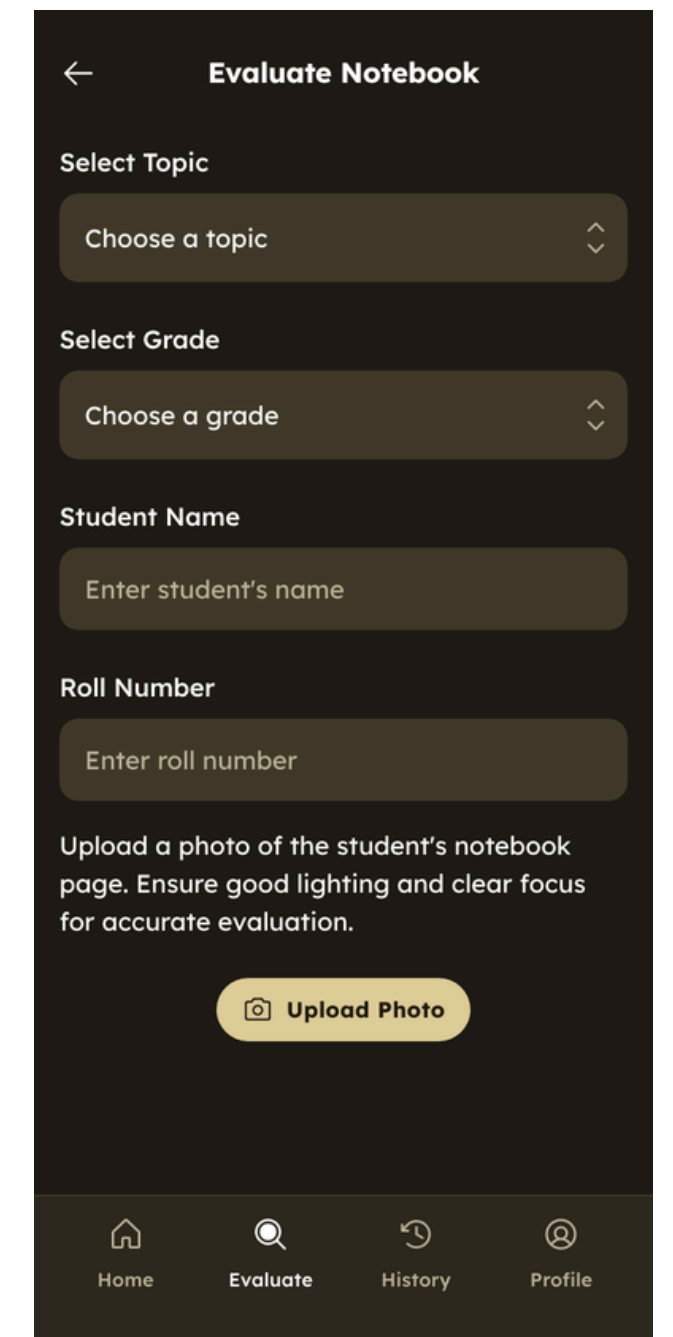 Evaluate Notebook
Select Topic
Choose a topic
Select Grade
Choose a grade
Student Name
Enter student's name
Roll Number
Enter roll number
Upload a photo of the student's notebook
page. Ensure good lighting and clear focus
for accurate evaluation.
Upload Photo
Home Evaluate History Profile